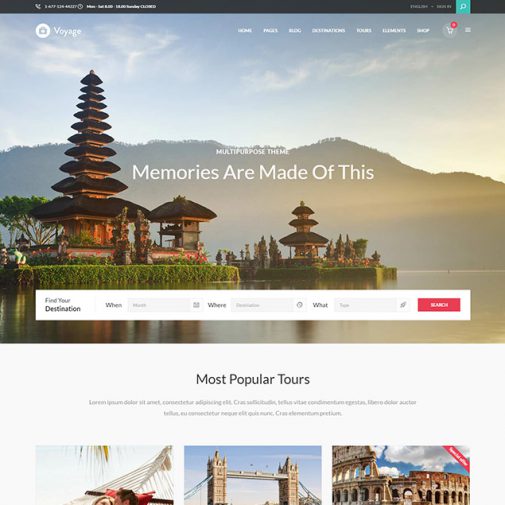 1-677-124-44227 Mon - Sat 8.00 - 18.00 Sunday CLOSED ENGLISH SIGN IN
Voyage HOME PAGES BLOG DESTINATIONS TOURS ELEMENTS SHOP 0
MULTIPURPOSE THEME
Memories Are Made Of This
Find Your
Destination When Month Where Destination What Type SEARCH
Most Popular Tours
Lorem ipsum dolor sit amet, consectetur adipiscing elit. Cras sollicitudin, tellus vitae condimentum egestas, libero dolor auctor
tellus, eu consectetur neque elit quis nunc. Cras elementum pretium.
Special offer